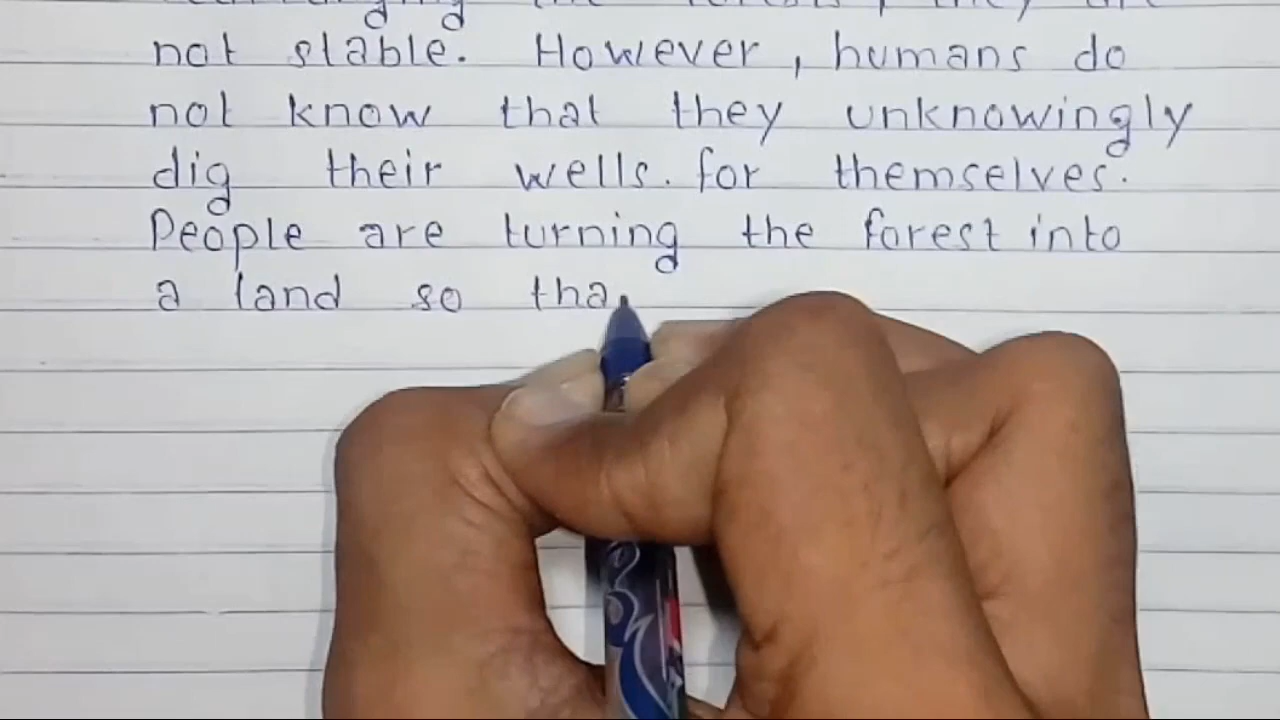 not stable. However, humans do
not know that they unknowingly
dig their wells. for themselves.
People are turning the forest into
a land so tha